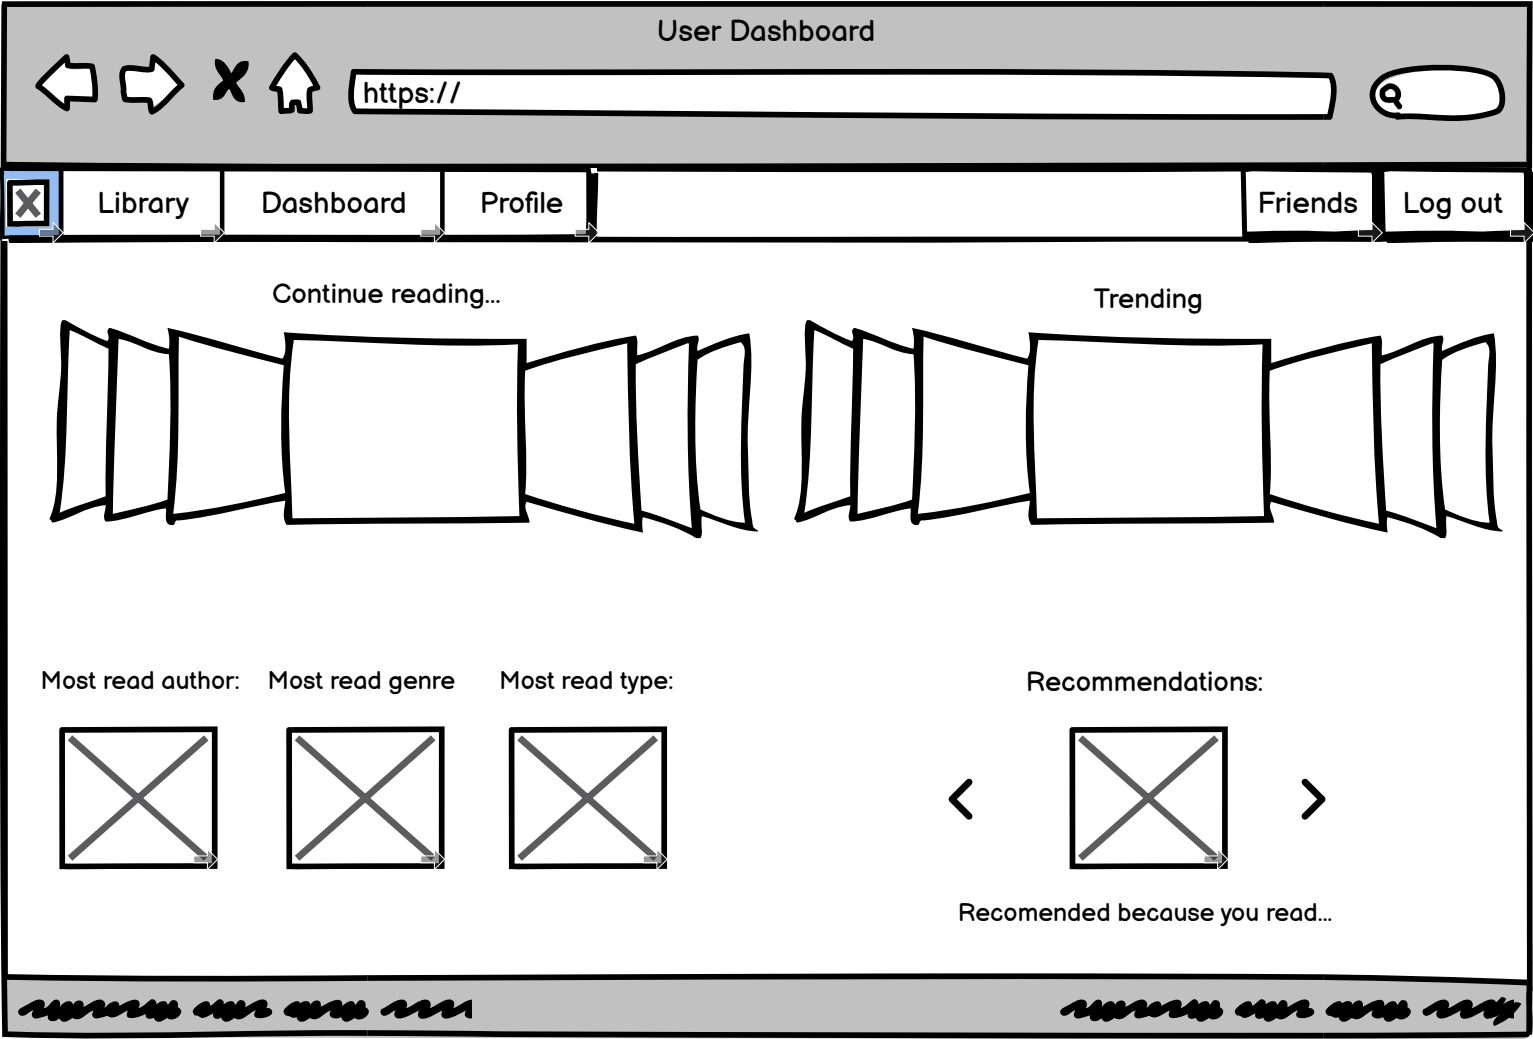 User Dashboard
https://
Library
Dashboard
Profile
Friends
Log out
Continue reading...
Trending
Most read author:
Most read genre
Most read type:
Recommendations:
Recomended because you read...